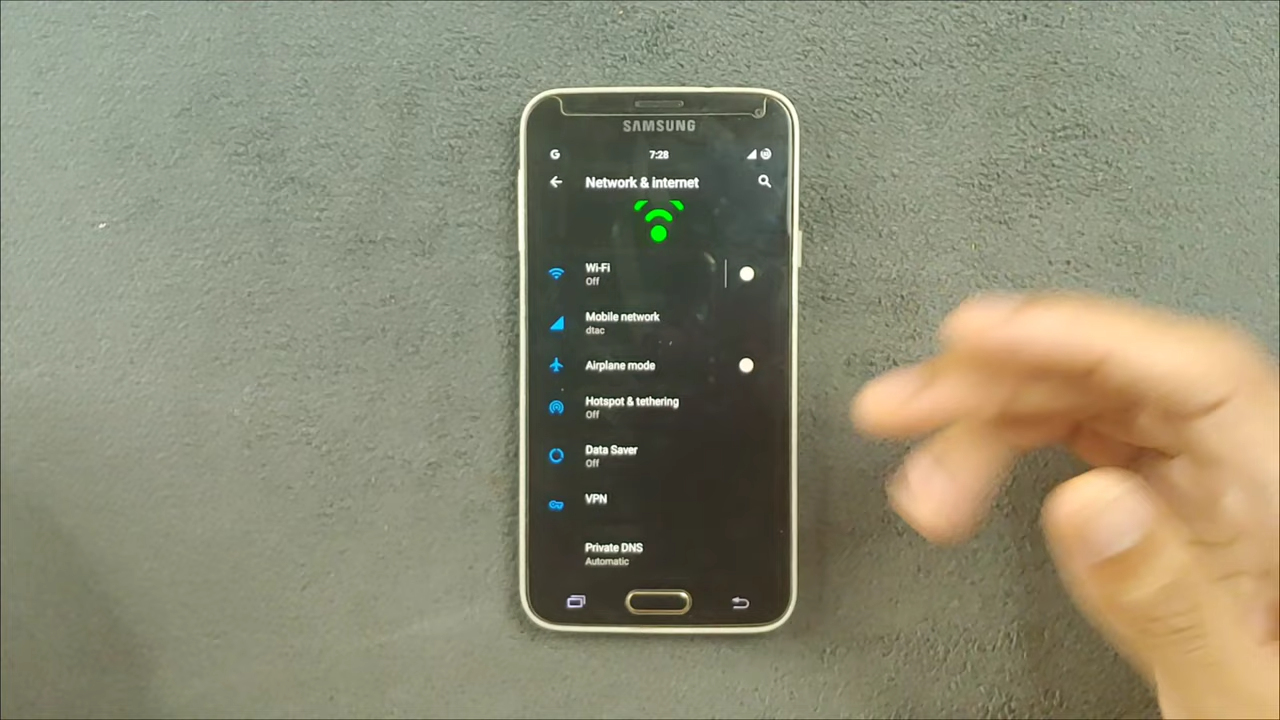 SAMSUNG
G 7:28
Network & internet
Wi-Fi
Off
Mobile network
dtac
Airplane mode
Hotspot & tethering
Off
Data Saver
Off
VPN
Private DNS
Automatic